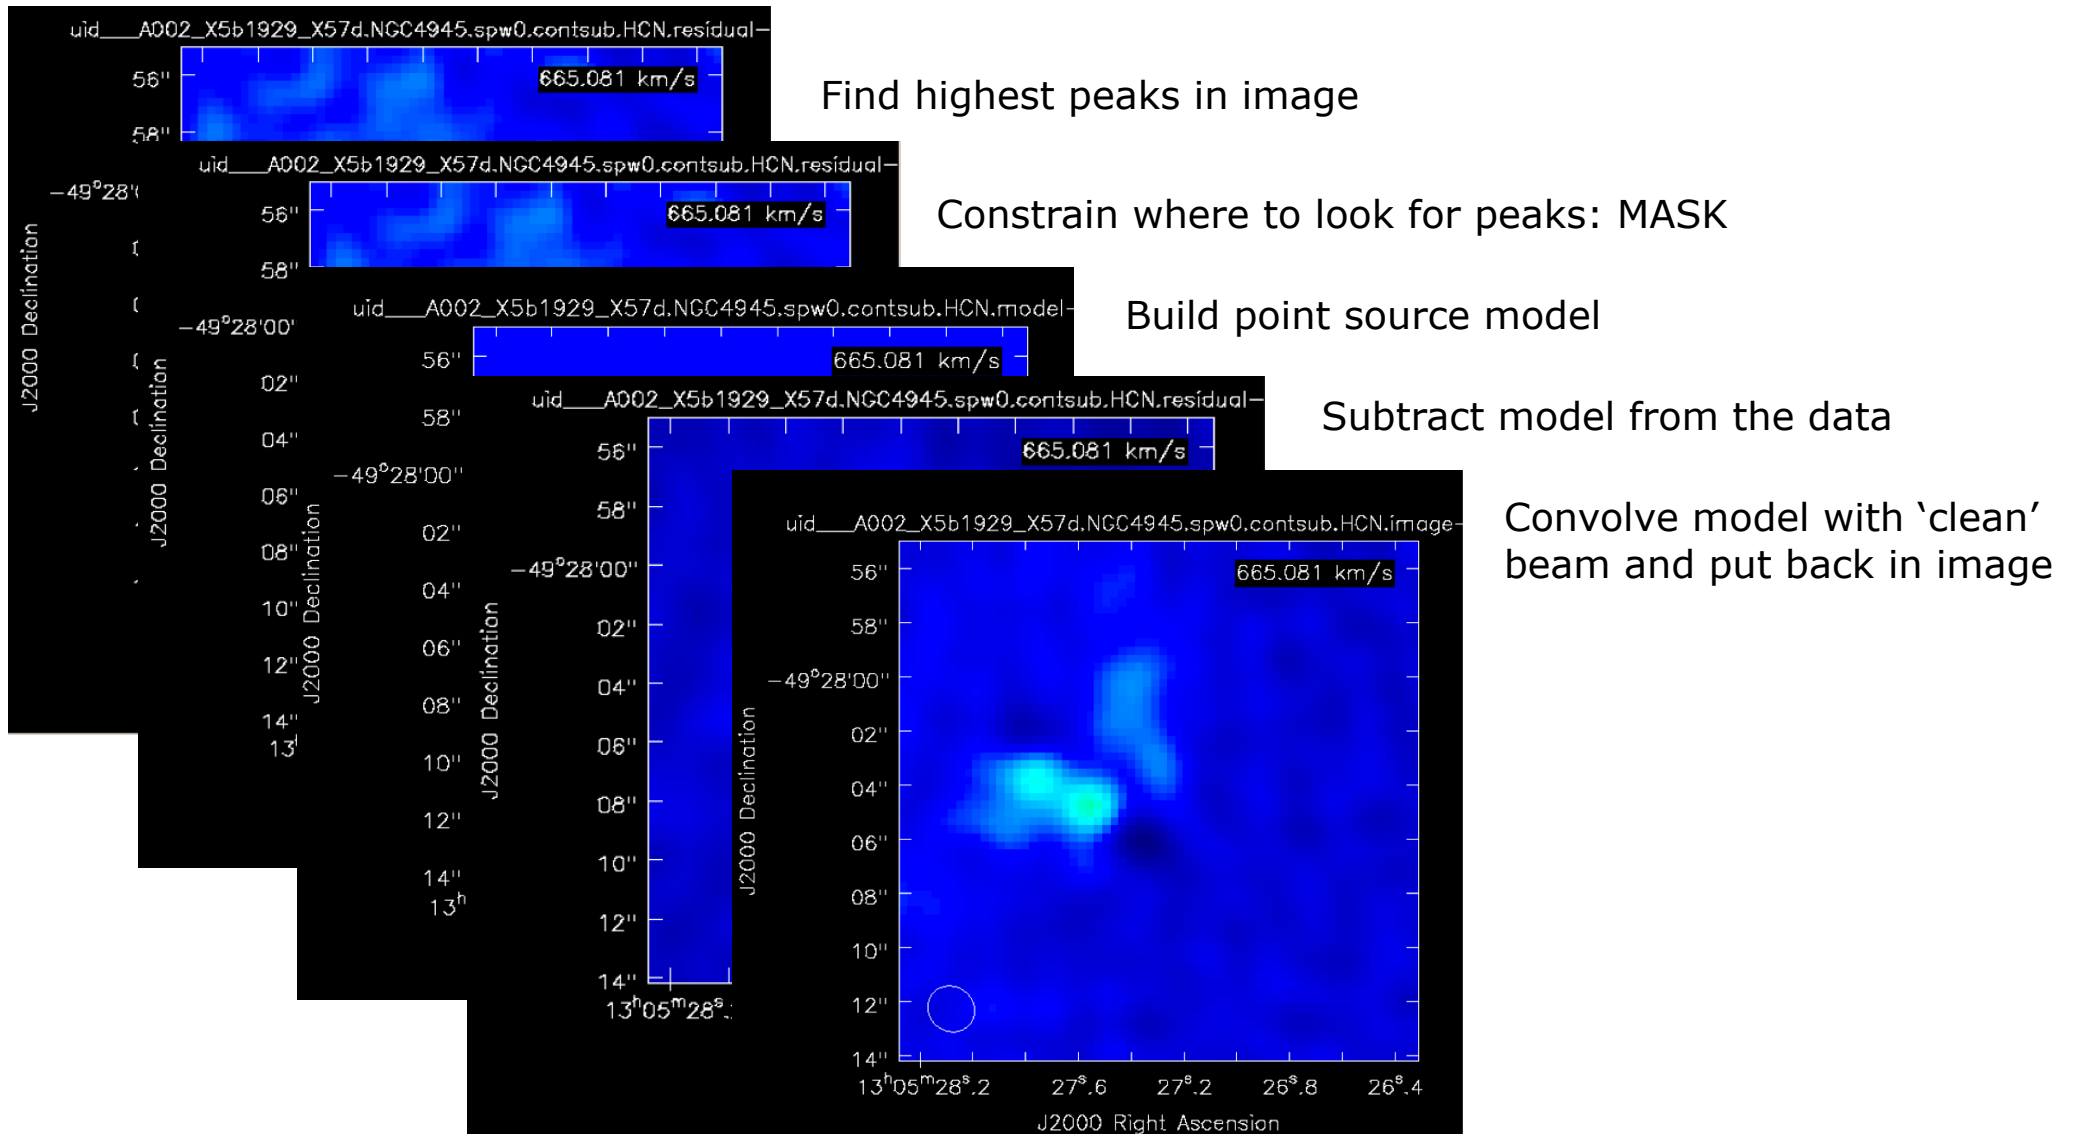 uid___A002_X5b1929_X57d.NGC4945.spw0.contsub.HCN.residual-
665.081 km/s
56"
58"
J2000 Declination
Find highest peaks in image
uid___A002_X5b1929_X57d.NGC4945.spw0.contsub.HCN.residual-
665.081 km/s
56"
58"
-49°28'00"
02"
04"
06"
08"
10"
12"
14"
J2000 Declination
Constrain where to look for peaks: MASK
uid___A002_X5b1929_X57d.NGC4945.spw0.contsub.HCN.model-
665.081 km/s
56"
58"
-49°28'00"
02"
04"
06"
08"
10"
12"
14"
13h
J2000 Declination
Build point source model
uid___A002_X5b1929_X57d.NGC4945.spw0.contsub.HCN.residual-
665.081 km/s
56"
58"
-49°28'00"
02"
04"
06"
08"
10"
12"
14"
13h05m28s.
J2000 Declination
Subtract model from the data
uid___A002_X5b1929_X57d.NGC4945.spw0.contsub.HCN.image-
665.081 km/s
56"
58"
-49°28'00"
02"
04"
06"
08"
10"
12"
14"
13h05m28s.2 27s.6 27s.2 26s.8 26s.4
J2000 Declination
J2000 Right Ascension
Convolve model with ‘clean’
beam and put back in image